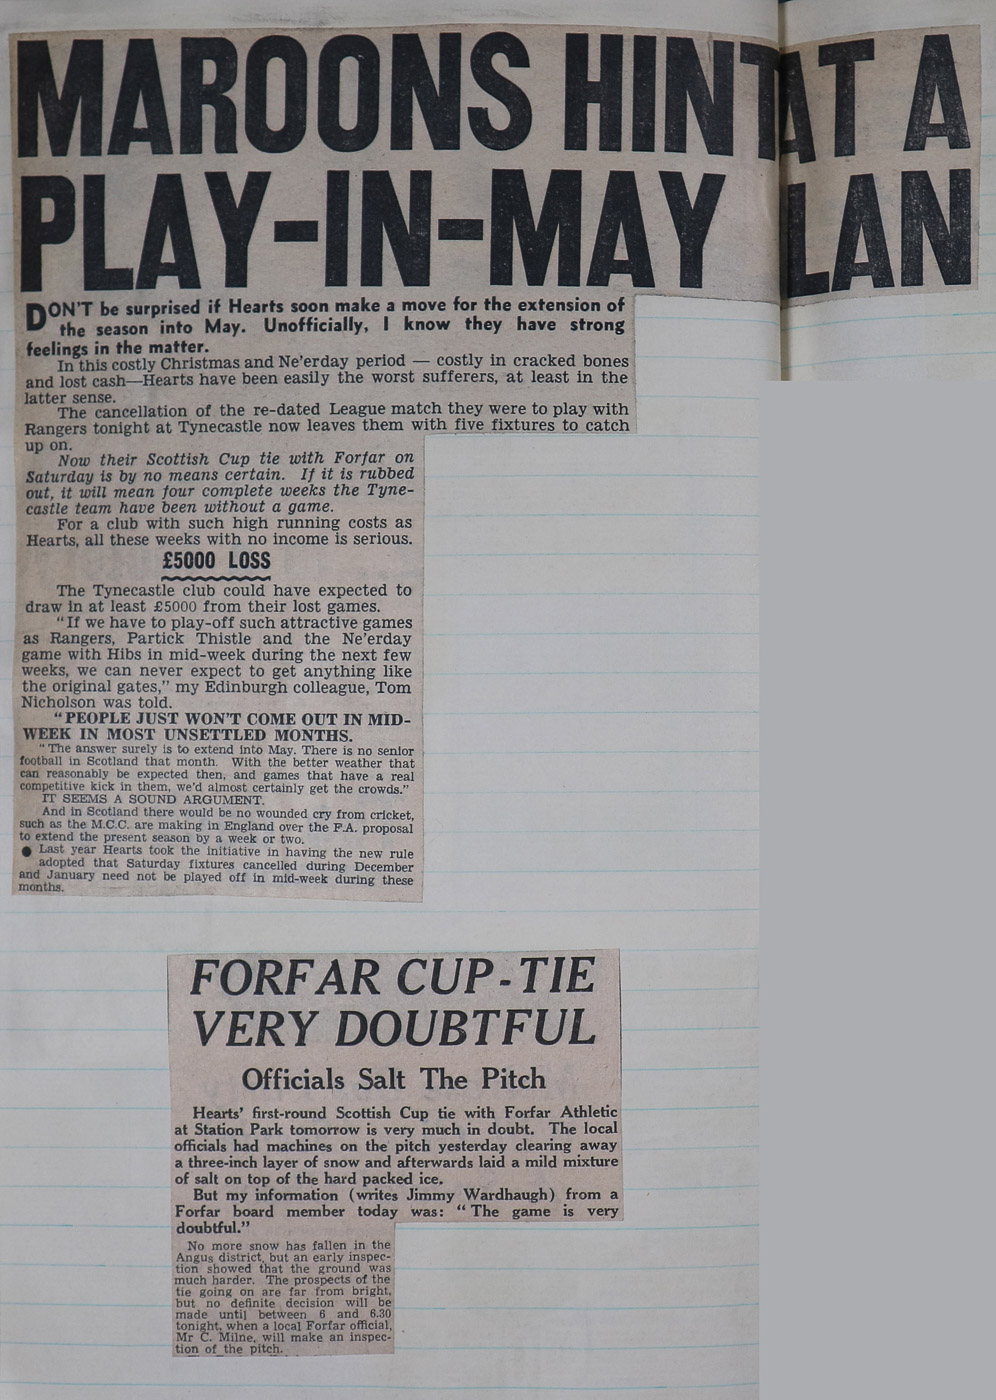 MAROONS HINT AT A
PLAY-IN-MAY LAN
DON'T be surprised if Hearts soon make a move for the extension of
the season into May. Unofficially, I know they have strong
feelings in the matter.
In this costly Christmas and Ne'erday period — costly in cracked bones
and lost cash—Hearts have been easily the worst sufferers, at least in the
latter sense.
The cancellation of the re-dated League match they were to play with
Rangers tonight at Tynecastle now leaves them with five fixtures to catch
up on.
Now their Scottish Cup tie with Forfar on
Saturday is by no means certain. If it is rubbed
out, it will mean four complete weeks the Tyne-
castle team have been without a game.
For a club with such high running costs as
Hearts, all these weeks with no income is serious.
£5000 LOSS
The Tynecastle club could have expected to
draw in at least £5000 from their lost games.
"If we have to play-off such attractive games
as Rangers, Partick Thistle and the Ne'erday
game with Hibs in mid-week during the next few
weeks, we can never expect to get anything like
the original gates," my Edinburgh colleague, Tom
Nicholson was told.
"PEOPLE JUST WON'T COME OUT IN MID-
WEEK IN MOST UNSETTLED MONTHS.
"The answer surely is to extend into May. There is no senior
football in Scotland that month. With the better weather that
can reasonably be expected then, and games that have a real
competitive kick in them, we'd almost certainly get the crowds."
IT SEEMS A SOUND ARGUMENT.
And in Scotland there would be no wounded cry from cricket,
such as the M.C.C. are making in England over the F.A. proposal
to extend the present season by a week or two.
● Last year Hearts took the initiative in having the new rule
adopted that Saturday fixtures cancelled during December
and January need not be played off in mid-week during these
months.
FORFAR CUP-TIE
VERY DOUBTFUL
Officials Salt The Pitch
Hearts' first-round Scottish Cup tie with Forfar Athletic
at Station Park tomorrow is very much in doubt. The local
officials had machines on the pitch yesterday clearing away
a three-inch layer of snow and afterwards laid a mild mixture
of salt on top of the hard packed ice.
But my information (writes Jimmy Wardhaugh) from a
Forfar board member today was: "The game is very
doubtful."
No more snow has fallen in the
Angus district, but an early inspec-
tion showed that the ground was
much harder. The prospects of the
tie going on are far from bright,
but no definite decision will be
made until between 6 and 6.30
tonight, when a local Forfar official,
Mr C. Milne, will make an inspec-
tion of the pitch.